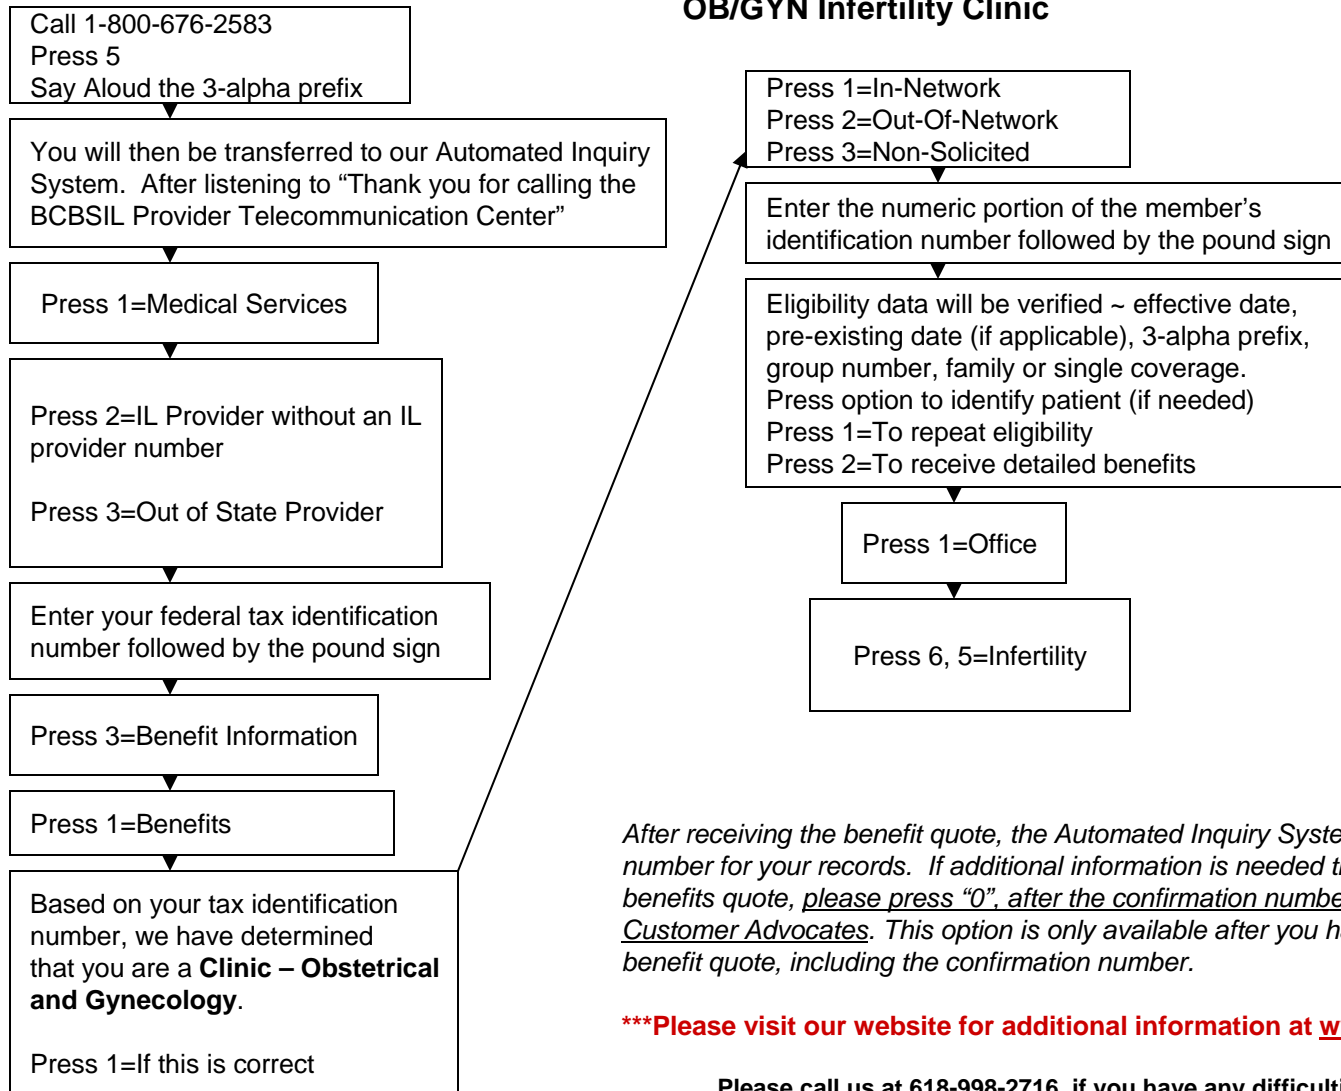 OB/GYN Infertility Clinic
Call 1-800-676-2583
Press 5
Say Aloud the 3-alpha prefix
You will then be transferred to our Automated Inquiry
System.  After listening to “Thank you for calling the
BCBSIL Provider Telecommunication Center”
Press 1=Medical Services
Press 2=IL Provider without an IL
provider number
Press 3=Out of State Provider
Enter your federal tax identification
number followed by the pound sign
Press 3=Benefit Information
Press 1=Benefits
Based on your tax identification
number, we have determined
that you are a Clinic – Obstetrical
and Gynecology.
Press 1=If this is correct
Press 1=In-Network
Press 2=Out-Of-Network
Press 3=Non-Solicited
Enter the numeric portion of the member’s
identification number followed by the pound sign
Eligibility data will be verified ~ effective date,
pre-existing date (if applicable), 3-alpha prefix,
group number, family or single coverage.
Press option to identify patient (if needed)
Press 1=To repeat eligibility
Press 2=To receive detailed benefits
Press 1=Office
Press 6, 5=Infertility
After receiving the benefit quote, the Automated Inquiry
number for your records.  If additional information is needed
benefits quote, please press “0”, after the confirmation
Customer Advocates. This option is only available after you
benefit quote, including the confirmation number.
***Please visit our website for additional information at
Please call us at 618-998-2716, if you have any